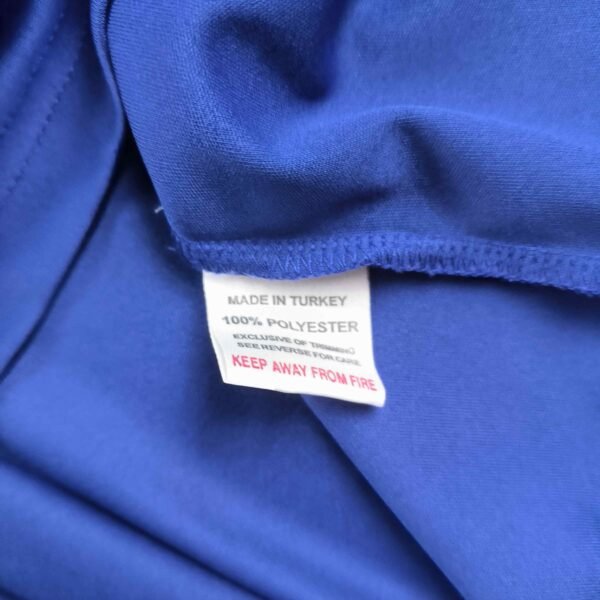 MADE IN TURKEY
100% POLYESTER
EXCLUSIVE OF TRIMMING
SEE REVERSE FOR CARE
KEEP AWAY FROM FIRE